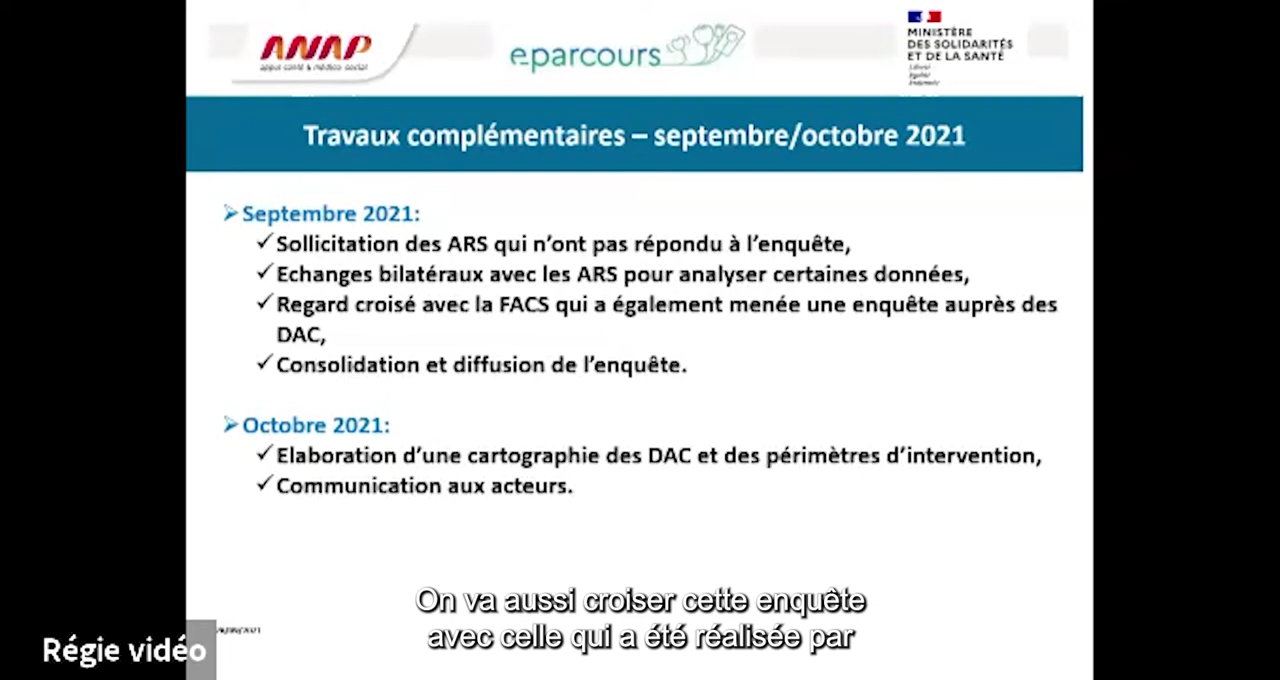 ANAP
appui santé & médico-social
eparcours
MINISTÈRE
DES SOLIDARITÉS
ET DE LA SANTÉ
Liberté
Égalité
Fraternité
Travaux complémentaires – septembre/octobre 2021
Septembre 2021:
Sollicitation des ARS qui n'ont pas répondu à l'enquête,
Echanges bilatéraux avec les ARS pour analyser certaines données,
Regard croisé avec la FACS qui a également menée une enquête auprès des
DAC,
Consolidation et diffusion de l'enquête.
Octobre 2021:
Elaboration d'une cartographie des DAC et des périmètres d'intervention,
Communication aux acteurs.
On va aussi croiser cette enquête
avec celle qui a été réalisée par
Régie vidéo